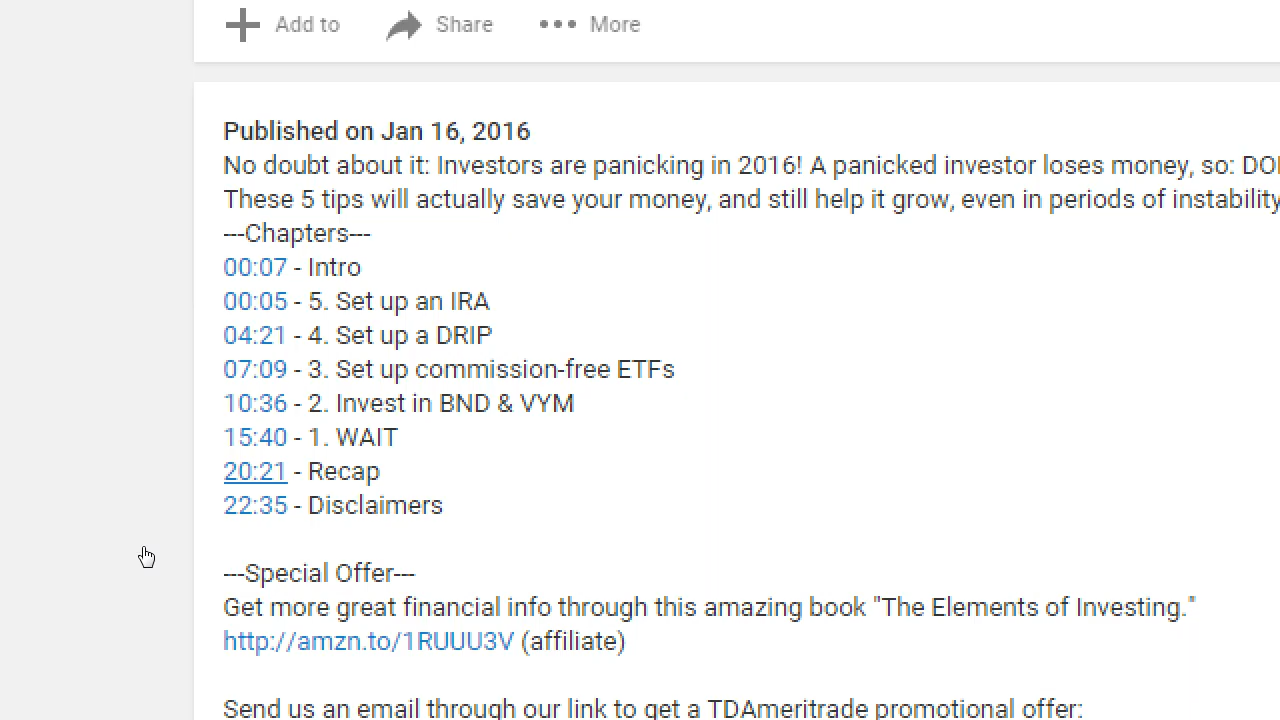 Add to Share More
Published on Jan 16, 2016
No doubt about it: Investors are panicking in 2016! A panicked investor loses money, so:
These 5 tips will actually save your money, and still help it grow, even in periods of instability
---Chapters---
00:07 - Intro
00:05 - 5. Set up an IRA
04:21 - 4. Set up a DRIP
07:09 - 3. Set up commission-free ETFs
10:36 - 2. Invest in BND & VYM
15:40 - 1. WAIT
20:21 - Recap
22:35 - Disclaimers
---Special Offer---
Get more great financial info through this amazing book "The Elements of Investing."
http://amzn.to/1RUUU3V (affiliate)
Send us an email through our link to get a TDAmeritrade promotional offer: